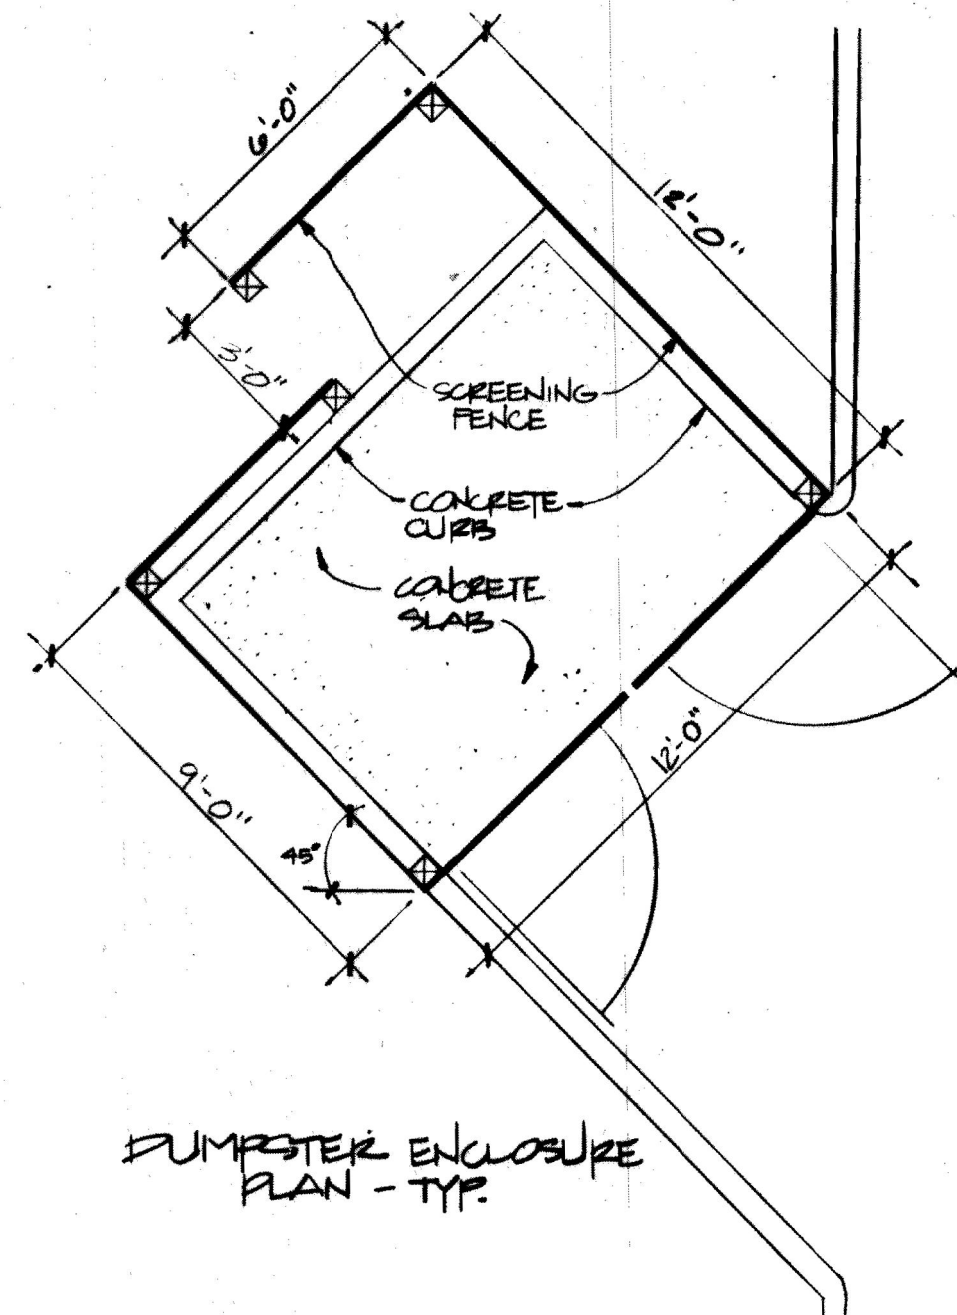 6'-0"
12'-0"
3'-0"
SCREENING
FENCE
CONCRETE
CURB
CONCRETE
SLAB
12'-0"
9'-0"
45°
DUMPSTER ENCLOSURE
PLAN - TYP.